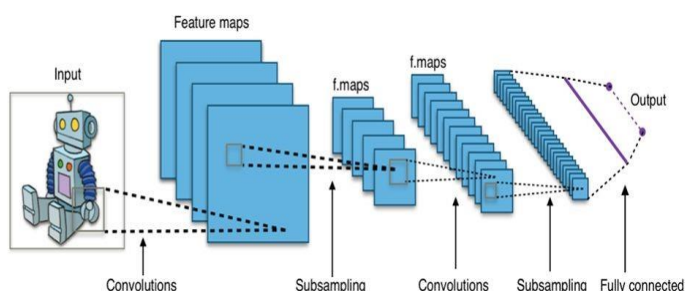 Feature maps
Input
f.maps
f.maps
Output
Convolutions
Subsampling
Convolutions
Subsampling
Fully connected